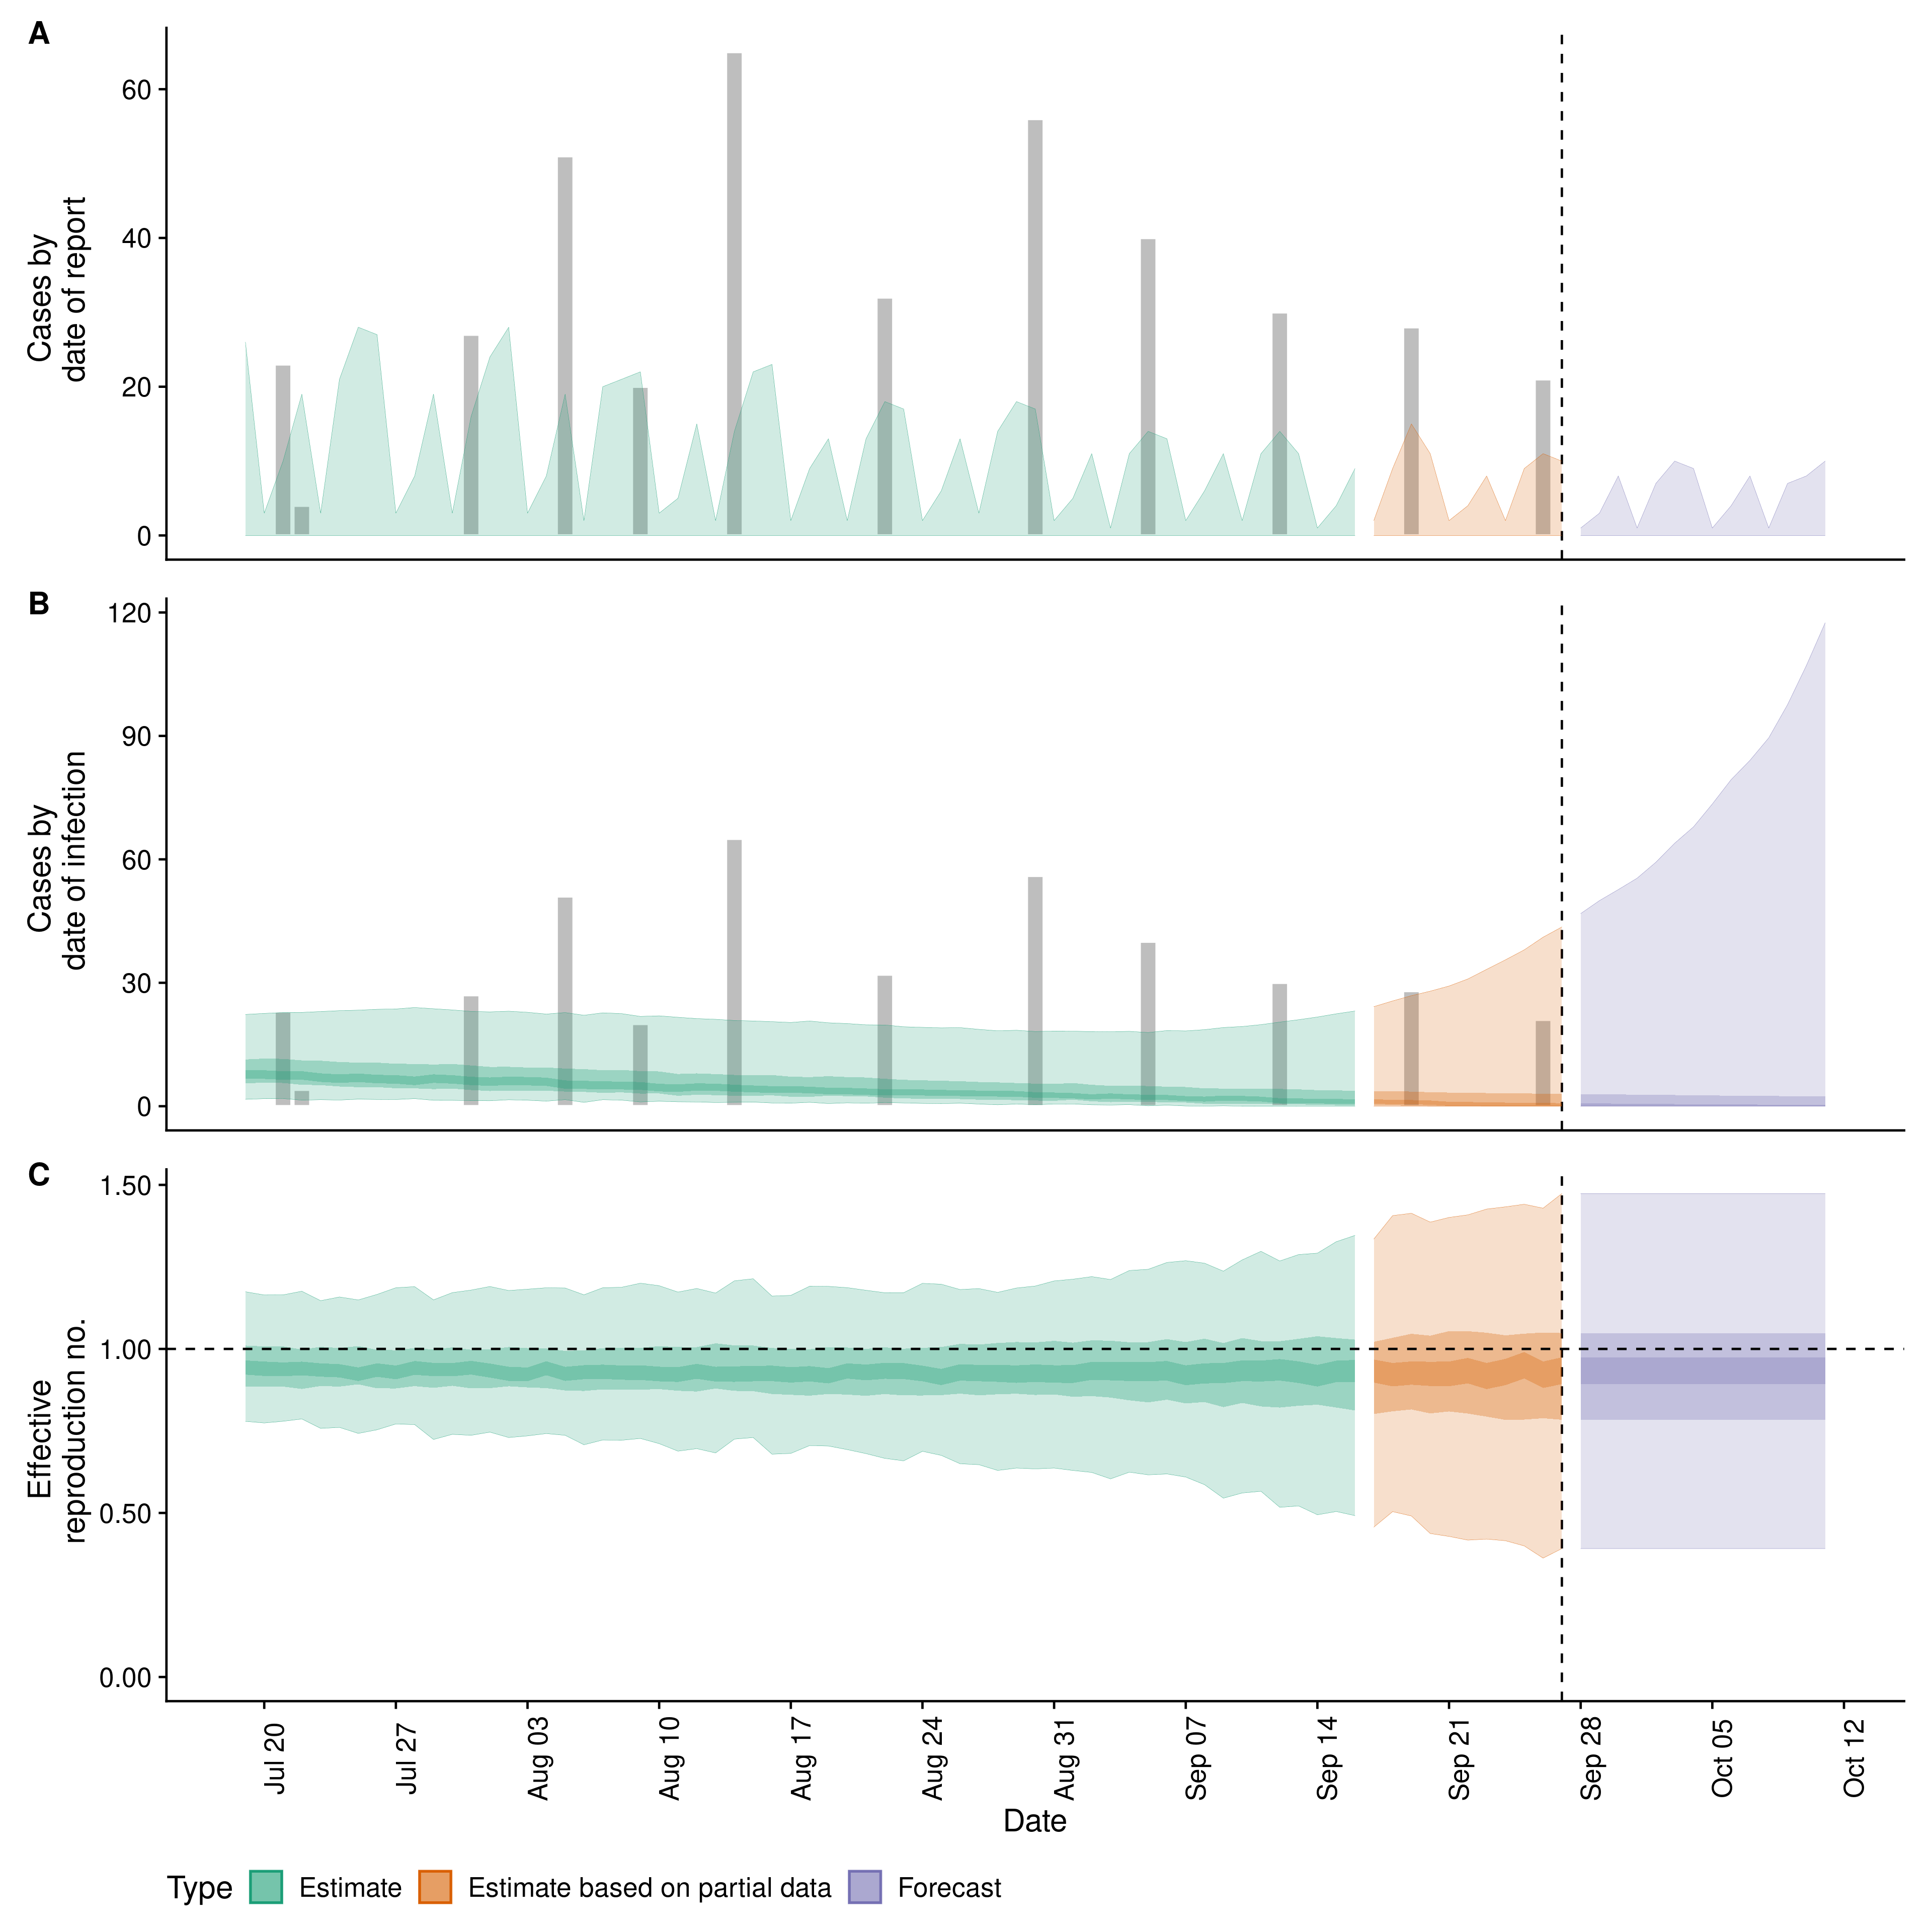 A
60
40
20
0
Cases by
date of report
B
120
90
60
30
0
Cases by
date of infection
C
1.50
1.00
0.50
0.00
Effective
reproduction no.
Jul 20
Jul 27
Aug 03
Aug 10
Aug 17
Aug 24
Aug 31
Sep 07
Sep 14
Sep 21
Sep 28
Oct 05
Oct 12
Date
Type Estimate Estimate based on partial data Forecast